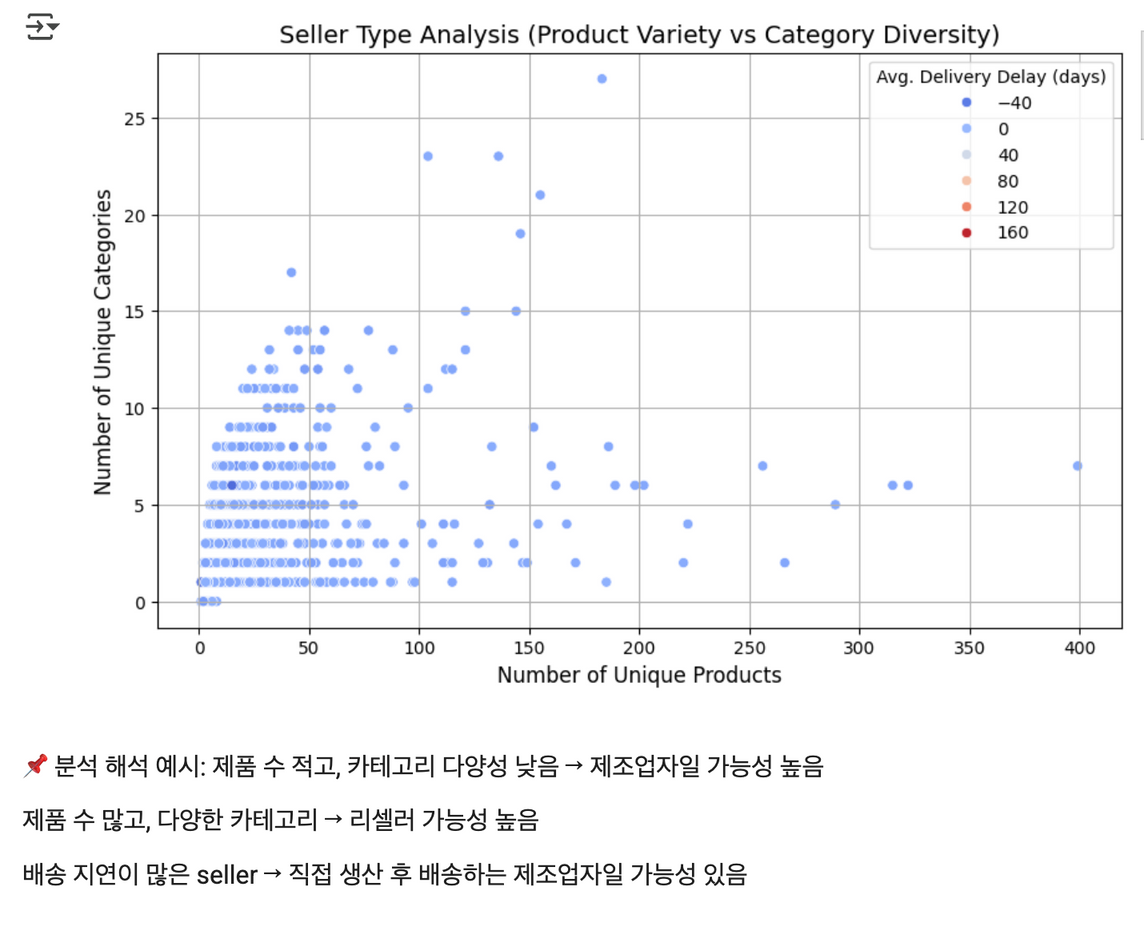 Seller Type Analysis (Product Variety vs Category Diversity)
Avg. Delivery Delay (days)
−40
0
40
80
120
160
Number of Unique Categories
25
20
15
10
5
0
0 50 100 150 200 250 300 350 400
Number of Unique Products
📌 분석 해석 예시: 제품 수 적고, 카테고리 다양성 낮음 → 제조업자일 가능성 높음
제품 수 많고, 다양한 카테고리 → 리셀러 가능성 높음
배송 지연이 많은 seller → 직접 생산 후 배송하는 제조업자일 가능성 있음